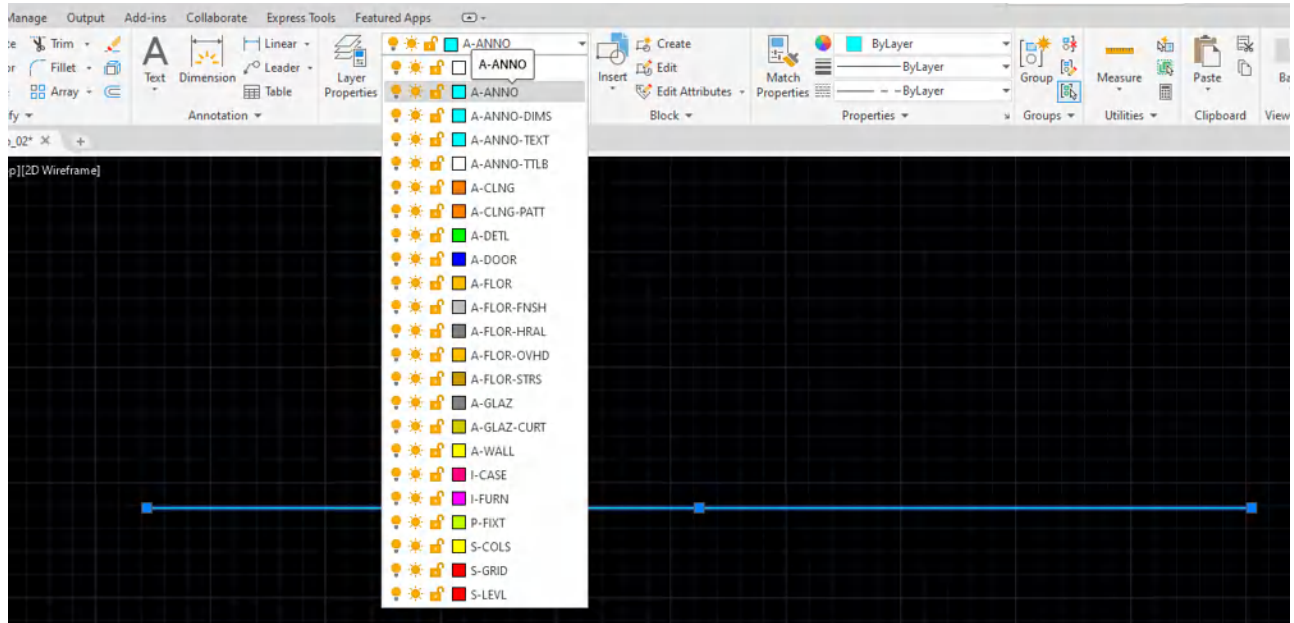 Manage Output Add-ins Collaborate Express Tools Featured Apps
Trim Linear A-ANNO Create ByLayer
Fillet Leader Edit ByLayer
Array Table Edit Attributes ByLayer
Text Dimension Layer Properties Insert Match Properties Group Measure Paste
Annotation Block Properties Groups Utilities Clipboard View
_02*
A-ANNO
A-ANNO
A-ANNO-DIMS
A-ANNO-TEXT
A-ANNO-TTLB
A-CLNG
A-CLNG-PATT
A-DETL
A-DOOR
A-FLOR
A-FLOR-FNSH
A-FLOR-HRAL
A-FLOR-OVHD
A-FLOR-STRS
A-GLAZ
A-GLAZ-CURT
A-WALL
I-CASE
I-FURN
P-FIXT
S-COLS
S-GRID
S-LEVL
p][2D Wireframe]